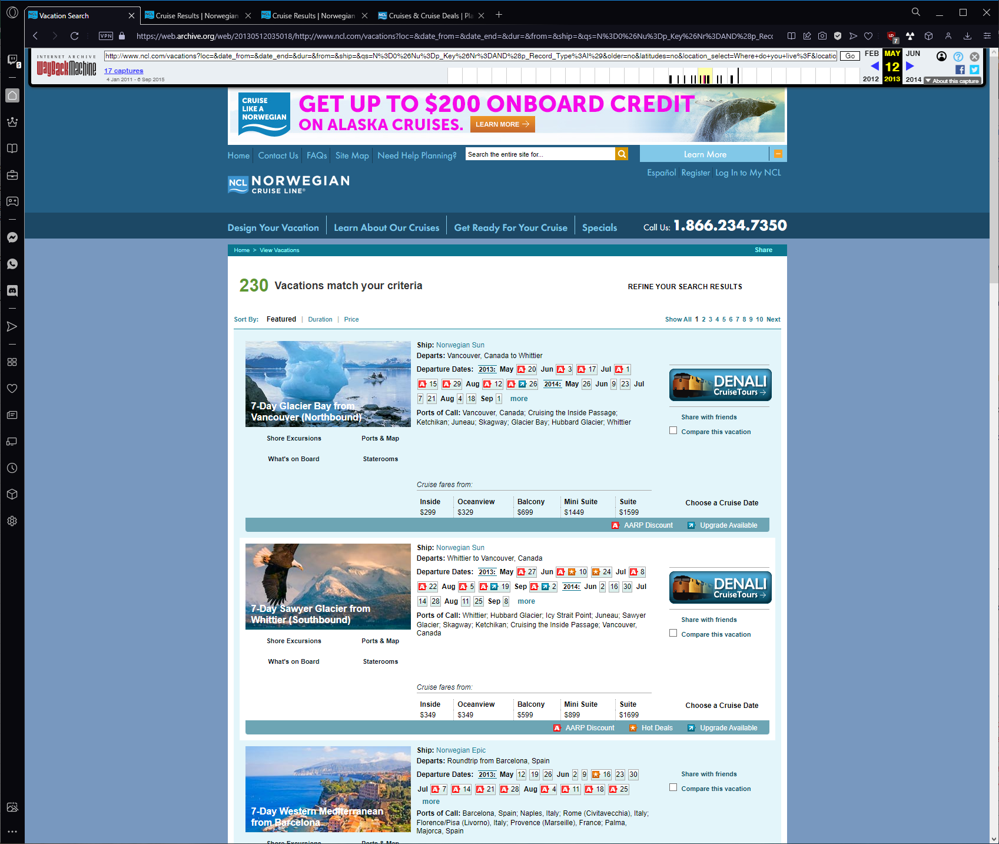 Vacation Search
Cruise Results | Norwegian
Cruise Results | Norwegian
Cruises & Cruise Deals | Pla
VPN
https://web.archive.org/web/20130512035018/http://www.ncl.com/vacations?loc=&date_from=&date_end=&dur=&from=&ship=&qs=N%3D0%26Nu%3Dp_Key%26Nr%3DAND%28p_Rec
7
5
INTERNET ARCHIVE
WayBackMachine
http://www.ncl.com/vacations?loc=&date_from=&date_end=&dur=&from=&ship=&qs=N%3D0%26Nu%3Dp_Key%26Nr%3DAND%28p_Record_Type%3AI%29&older=no&latitudes=no&location_select=Where+do+you+live%3F&locatio
Go
17 captures
4 Jan 2011 - 6 Sep 2015
FEB MAY JUN
12
2012 2013 2014
About this capture
CRUISE LIKE A NORWEGIAN
GET UP TO $200 ONBOARD CREDIT
ON ALASKA CRUISES. LEARN MORE →
Home Contact Us FAQs Site Map Need Help Planning?
Search the entire site for...
Learn More
Español Register Log In to My NCL
NCL NORWEGIAN
CRUISE LINE®
Design Your Vacation Learn About Our Cruises Get Ready For Your Cruise Specials Call Us: 1.866.234.7350
Home > View Vacations Share
230 Vacations match your criteria REFINE YOUR SEARCH RESULTS
Sort By: Featured | Duration | Price Show All 1 2 3 4 5 6 7 8 9 10 Next
7-Day Glacier Bay from
Vancouver (Northbound)
Shore Excursions Ports & Map
What's on Board Staterooms
Ship: Norwegian Sun
Departs: Vancouver, Canada to Whittier
Departure Dates: 2013: May A 20 Jun A 3 A 17 Jul A 1
A 15 A 29 Aug A 12 A 26 2014: May 26 Jun 9 23 Jul
7 21 Aug 4 18 Sep 1 more
Ports of Call: Vancouver, Canada; Cruising the Inside Passage;
Ketchikan; Juneau; Skagway; Glacier Bay; Hubbard Glacier; Whittier
DENALI
CruiseTours →
Share with friends
Compare this vacation
Cruise fares from:
Inside Oceanview Balcony Mini Suite Suite
$299 $329 $699 $1449 $1599
Choose a Cruise Date
A AARP Discount Upgrade Available
7-Day Sawyer Glacier from
Whittier (Southbound)
Shore Excursions Ports & Map
What's on Board Staterooms
Ship: Norwegian Sun
Departs: Whittier to Vancouver, Canada
Departure Dates: 2013: May A 27 Jun A 10 24 Jul A 8
A 22 Aug A 5 A 19 Sep A 2 2014: Jun 2 16 30 Jul
14 28 Aug 11 25 Sep 8 more
Ports of Call: Whittier; Hubbard Glacier; Icy Strait Point; Juneau; Sawyer
Glacier; Skagway; Ketchikan; Cruising the Inside Passage; Vancouver,
Canada
DENALI
CruiseTours →
Share with friends
Compare this vacation
Cruise fares from:
Inside Oceanview Balcony Mini Suite Suite
$349 $349 $599 $899 $1699
Choose a Cruise Date
A AARP Discount Hot Deals Upgrade Available
7-Day Western Mediterranean
from Barcelona
Shore Excursions Ports & Map
Ship: Norwegian Epic
Departs: Roundtrip from Barcelona, Spain
Departure Dates: 2013: May 12 19 26 Jun 2 9 16 23 30
Jul A 7 A 14 A 21 A 28 Aug A 4 A 11 A 18 A 25
more
Ports of Call: Barcelona, Spain; Naples, Italy; Rome (Civitavecchia), Italy;
Florence/Pisa (Livorno), Italy; Provence (Marseille), France; Palma,
Majorca, Spain
Share with friends
Compare this vacation